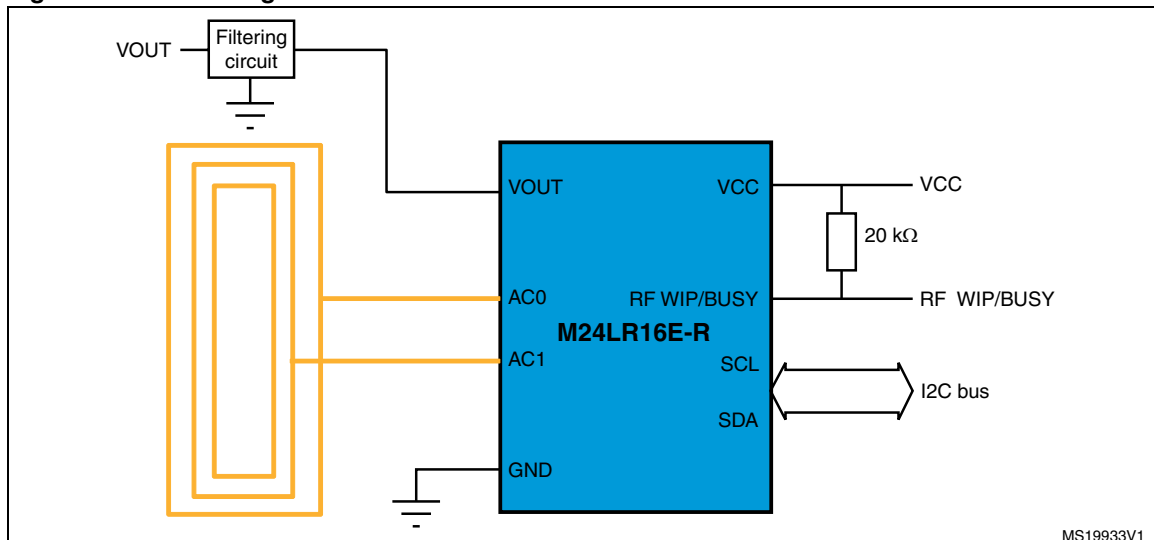 VOUT
Filtering
circuit
VOUT
VCC
VCC
20 kΩ
AC0
RF WIP/BUSY
RF WIP/BUSY
M24LR16E-R
AC1
SCL
I2C bus
SDA
GND
MS19933V1